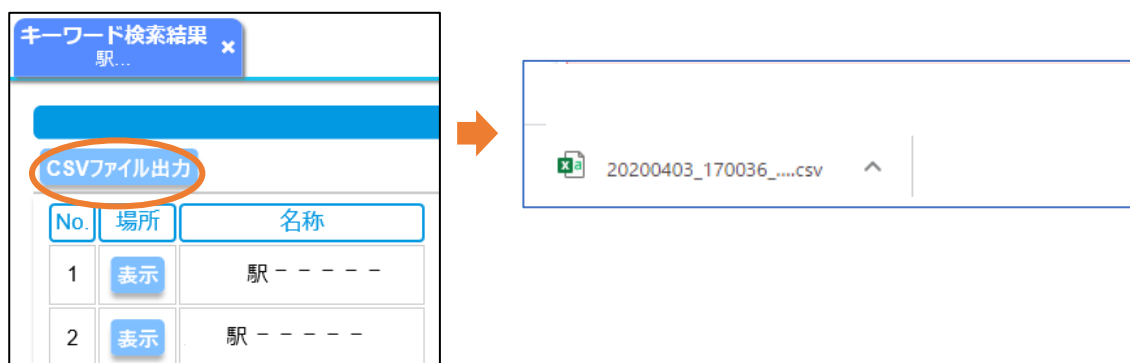 キーワード検索結果 ×
駅...
CSVファイル出力
No. 場所 名称
1 表示 駅－－－－－
2 表示 駅－－－－－
20200403_170036_....csv